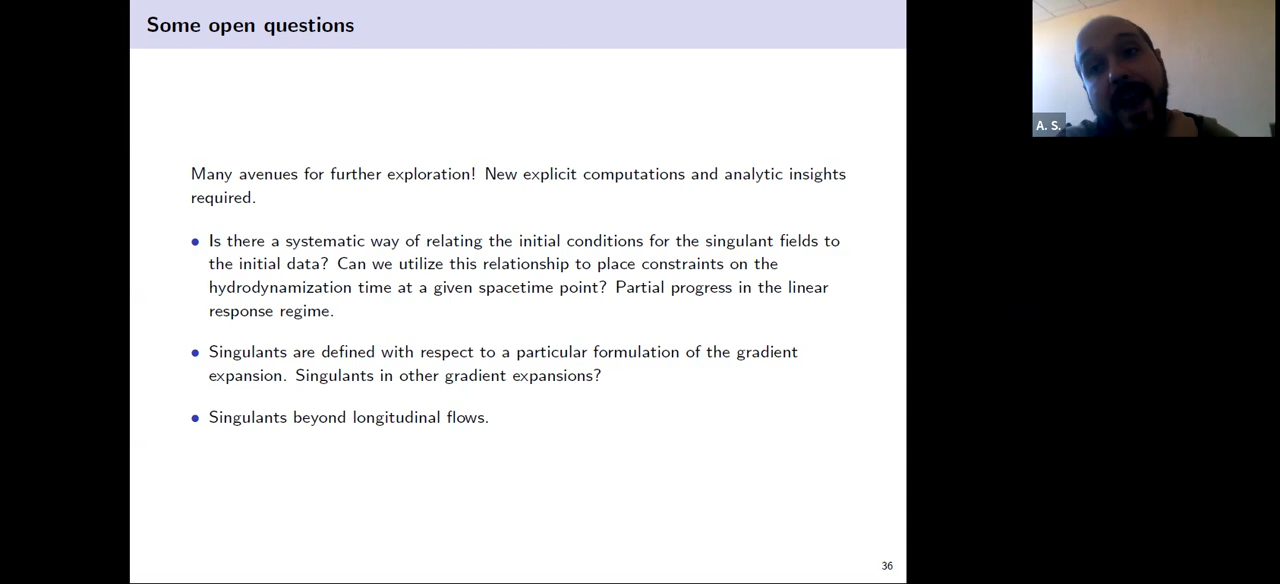 Some open questions
A. S.
Many avenues for further exploration! New explicit computations and analytic insights
required.
• Is there a systematic way of relating the initial conditions for the singulant fields to
the initial data? Can we utilize this relationship to place constraints on the
hydrodynamization time at a given spacetime point? Partial progress in the linear
response regime.
• Singulants are defined with respect to a particular formulation of the gradient
expansion. Singulants in other gradient expansions?
• Singulants beyond longitudinal flows.
36